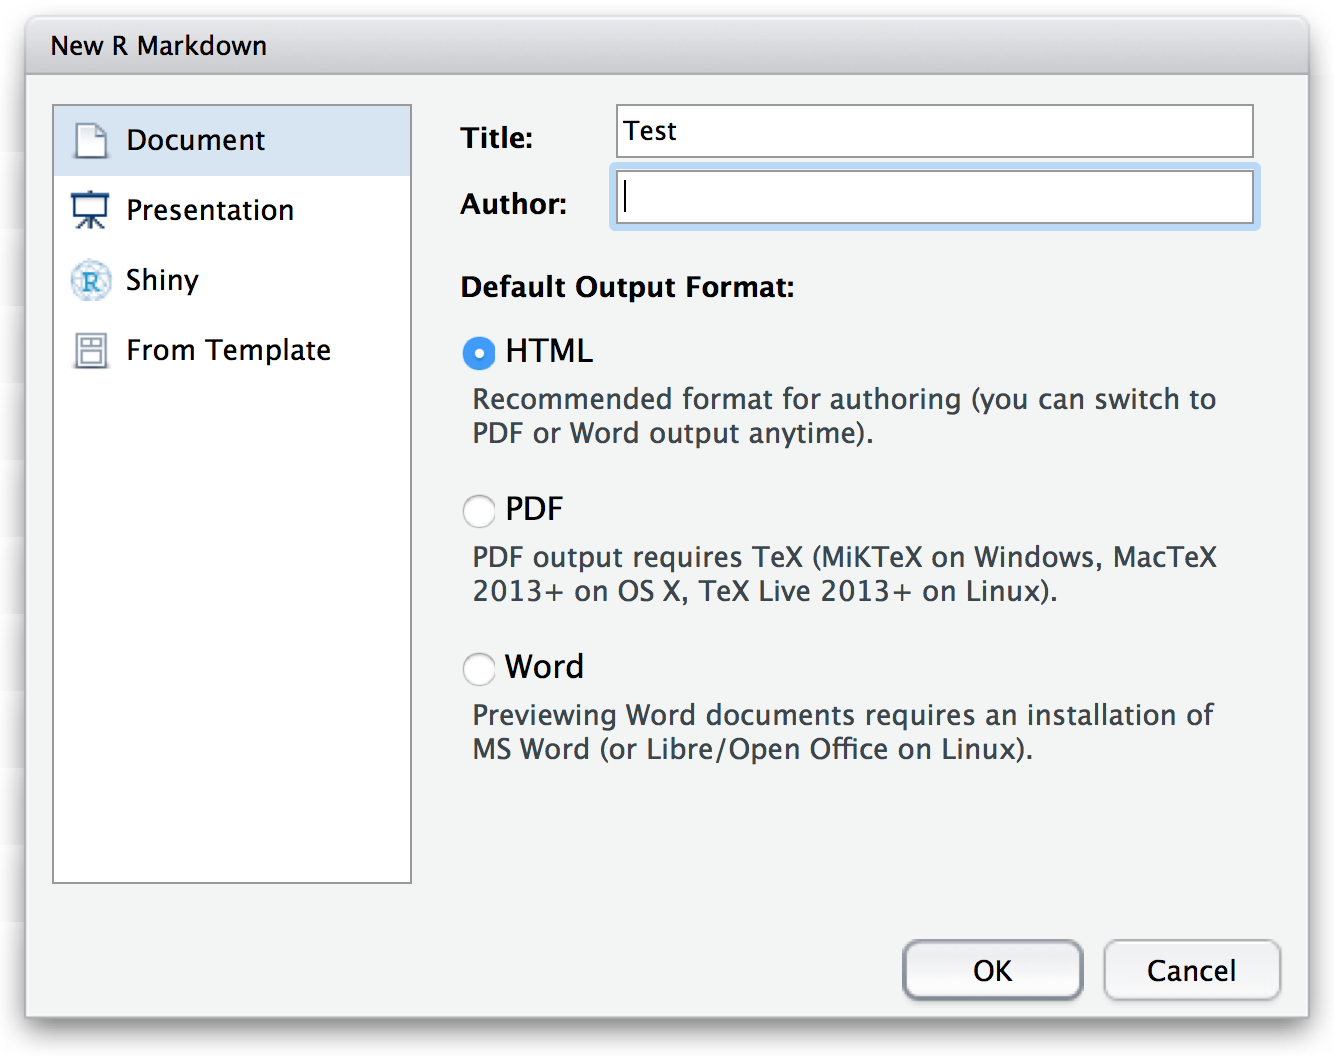 New R Markdown
Document
Presentation
R
Shiny
From Template
Title:
Test
Author:
Default Output Format:
HTML
Recommended format for authoring (you can switch to
PDF or Word output anytime).
PDF
PDF output requires TeX (MiKTeX on Windows, MacTeX
2013+ on OS X, TeX Live 2013+ on Linux).
Word
Previewing Word documents requires an installation of
MS Word (or Libre/Open Office on Linux).
OK
Cancel